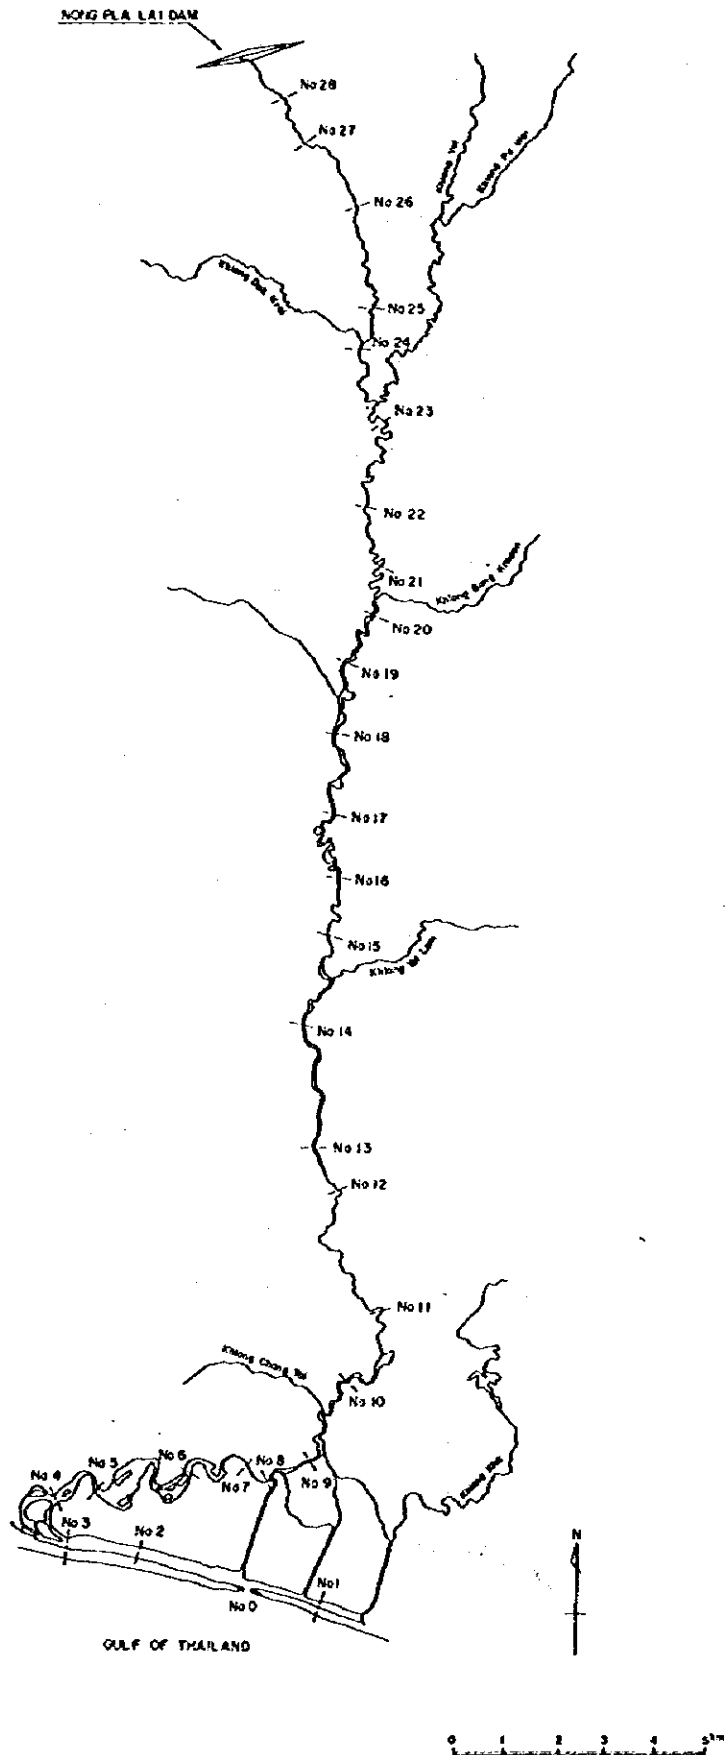 NONG PLA LAI DAM
No 28
No 27
Khlong Yai
No 26
No 25
No 24
No 23
No 22
No 21
No 20
No 19
No 18
No 17
No 16
No 15
No 14
No 13
No 12
No 11
No 10
No 8
No 6
No 5
No 7
No 9
No 4
No 3
No 2
N
No 1
No 0
GULF OF THAILAND
0 1 2 3 4 5 km